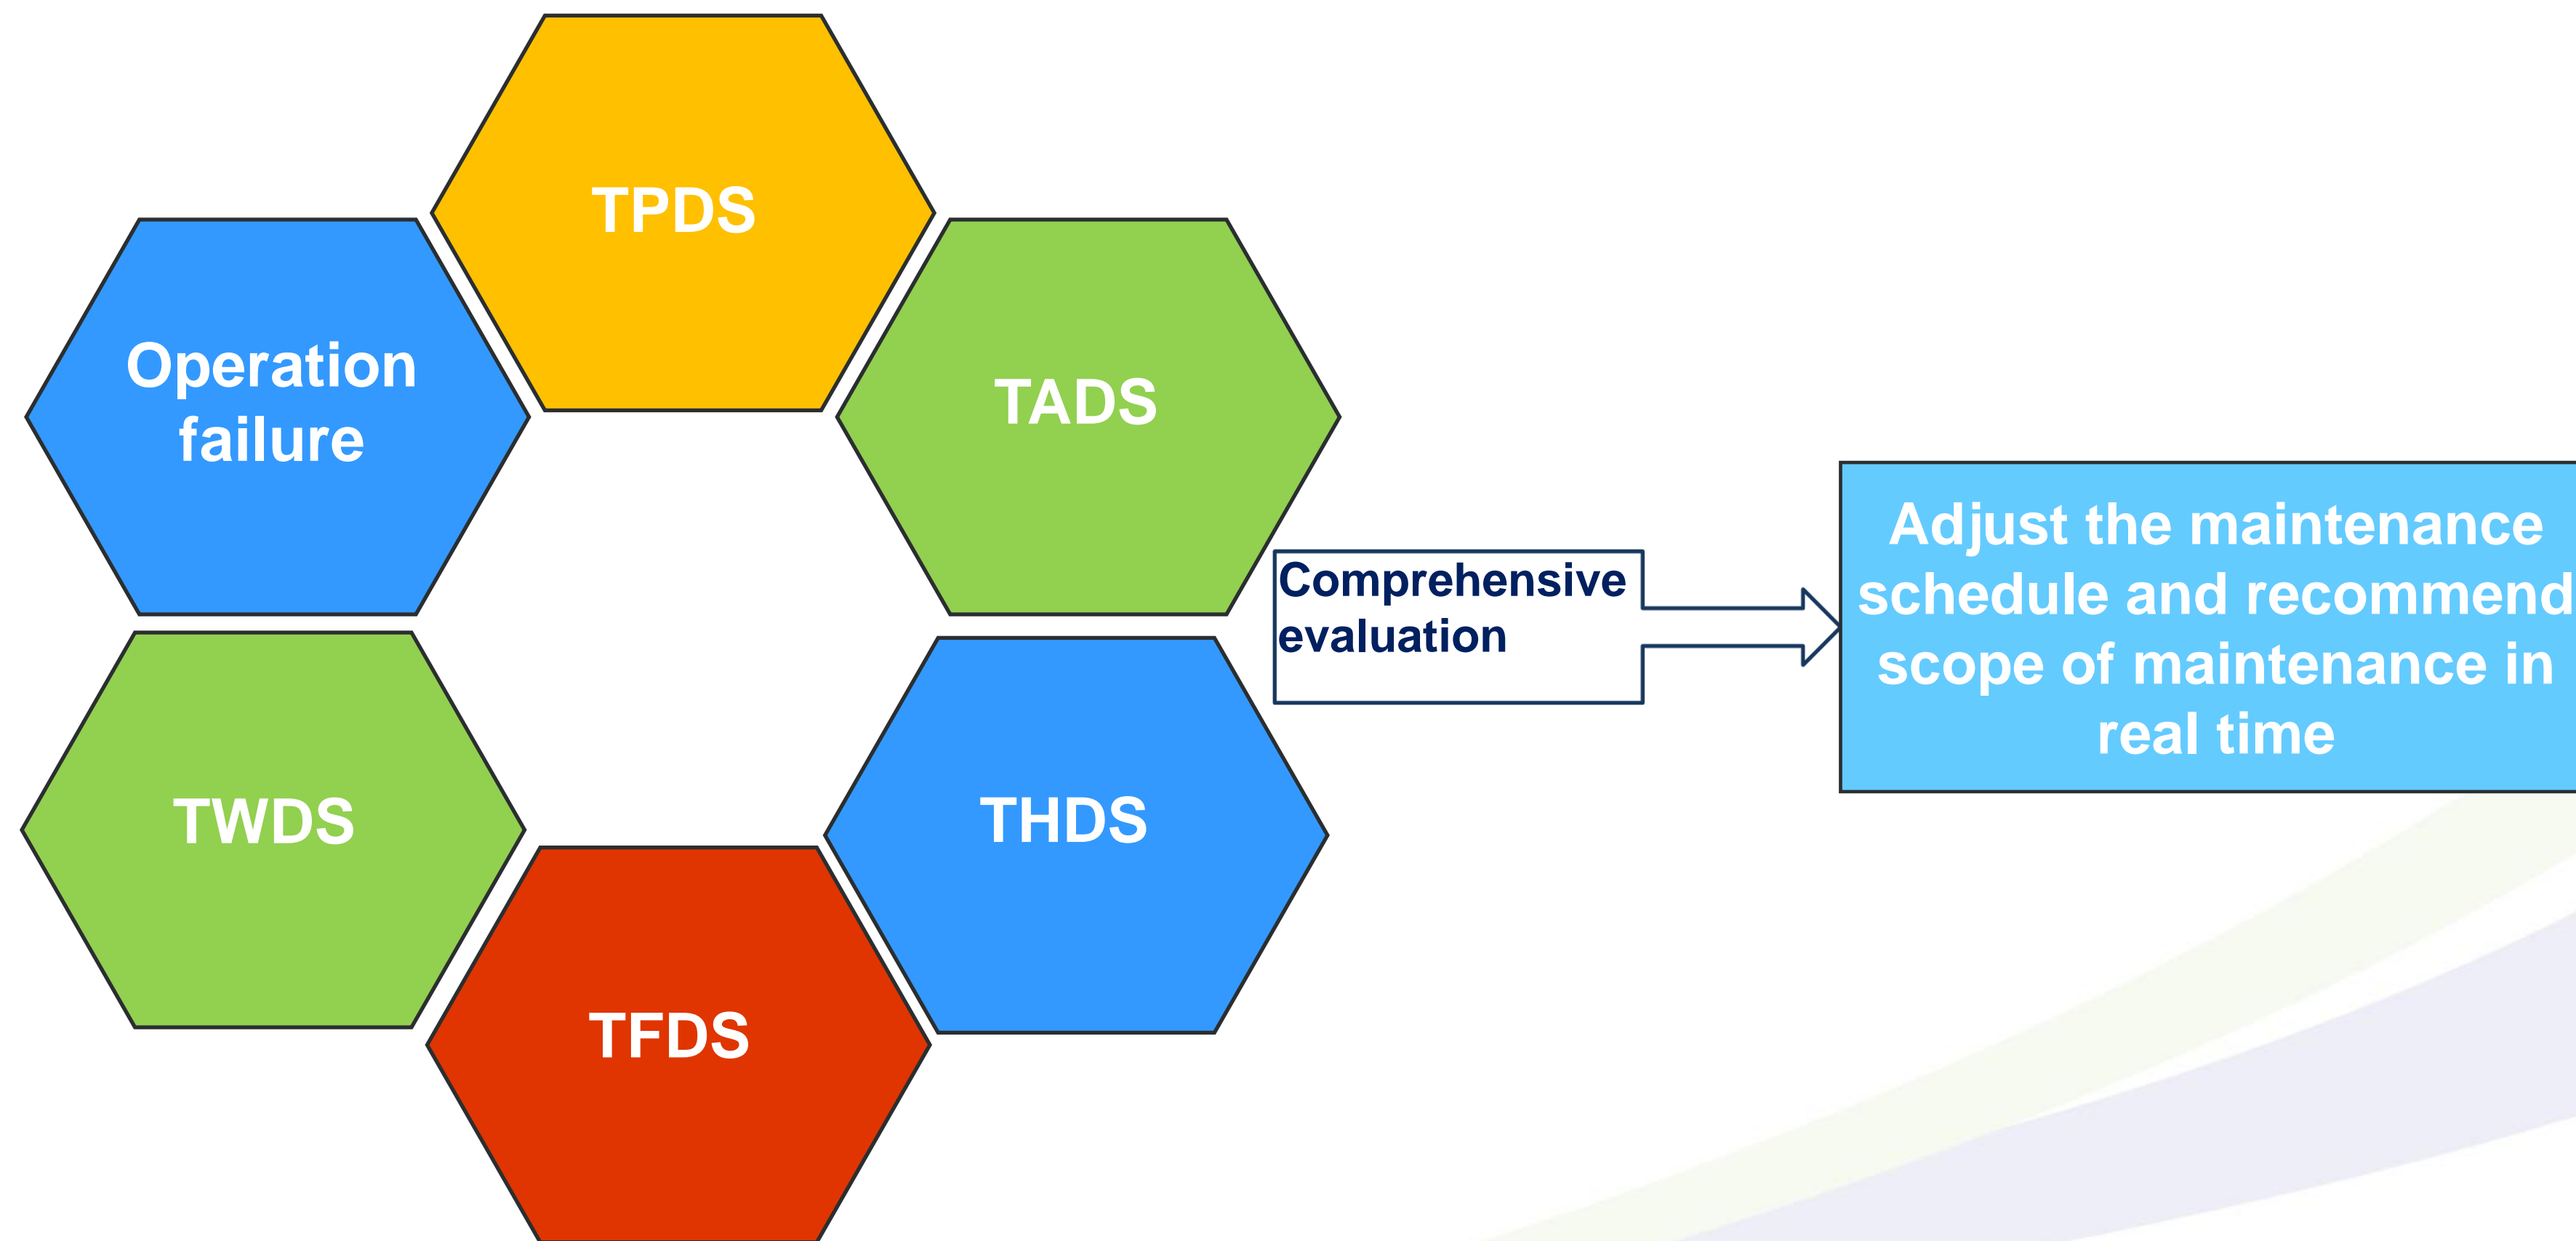 TPDS
Operation
failure
TADS
Comprehensive
evaluation
Adjust the maintenance
schedule and recommend
scope of maintenance in
real time
TWDS
THDS
TFDS